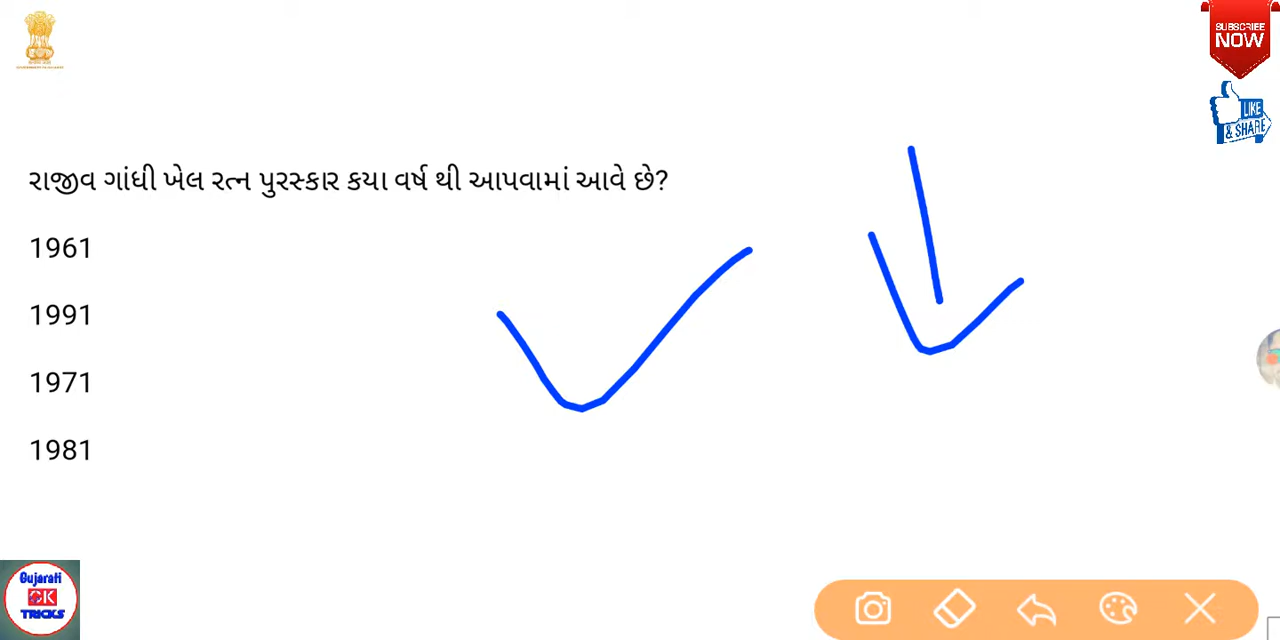 SUBSCRIBE
NOW
LIKE
& SHARE
રાજીવ ગાંધી ખેલ રત્ન પુરસ્કાર કયા વર્ષ થી આપવામાં આવે છે?
1961
1991
1971
1981
Gujarati
GK
TRICKS